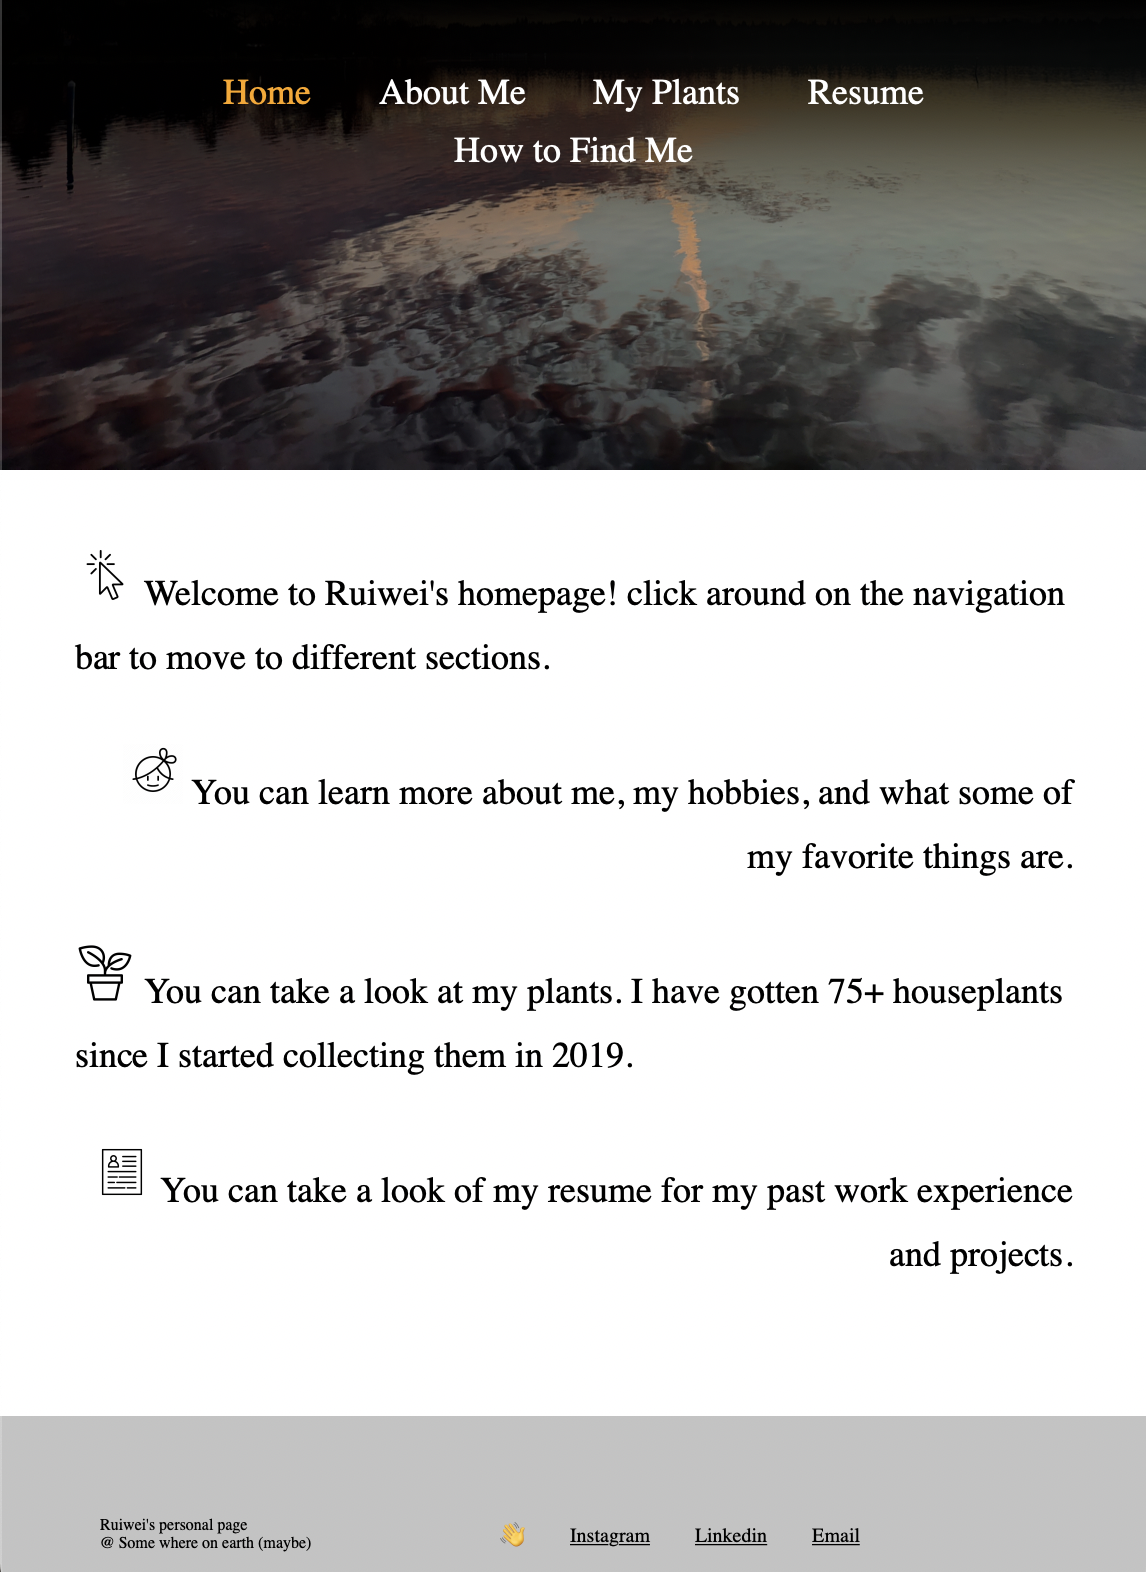 Home About Me My Plants Resume
How to Find Me
Welcome to Ruiwei's homepage! click around on the navigation
bar to move to different sections.
You can learn more about me, my hobbies, and what some of
my favorite things are.
You can take a look at my plants. I have gotten 75+ houseplants
since I started collecting them in 2019.
You can take a look of my resume for my past work experience
and projects.
Ruiwei's personal page
@ Some where on earth (maybe)
👋 Instagram Linkedin Email